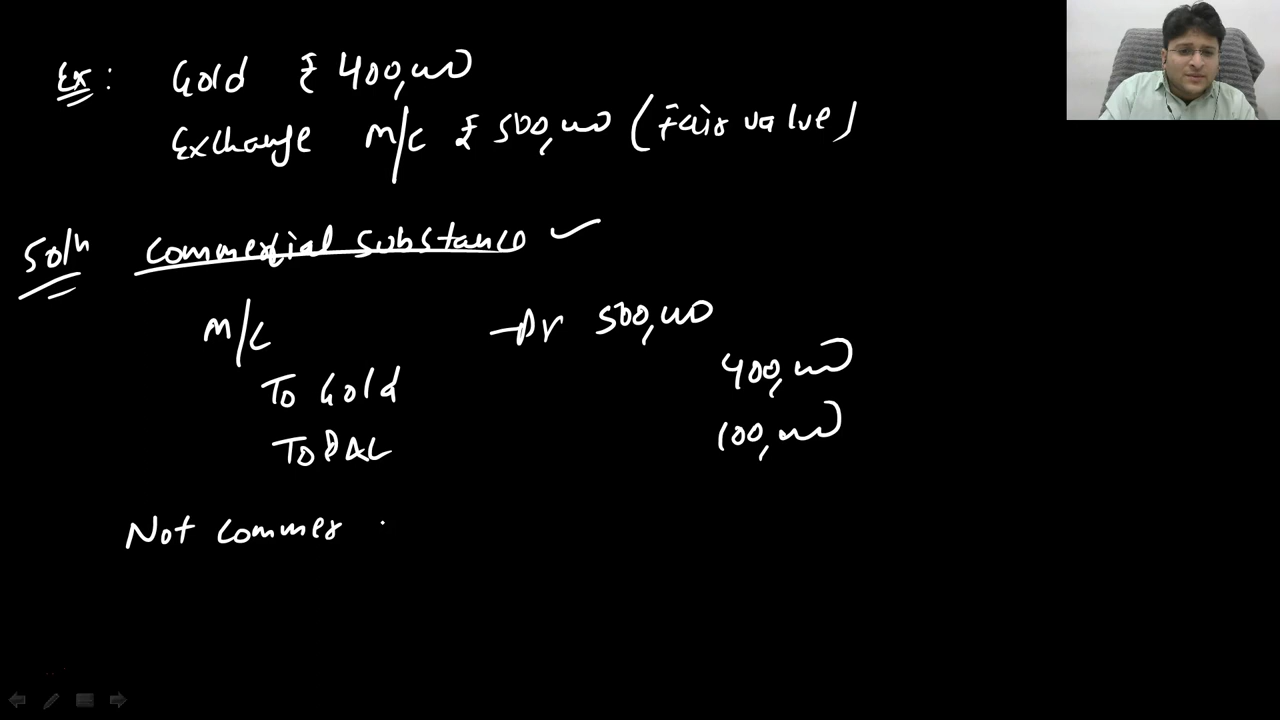 Ex: Gold ₹ 400,000
Exchange M/C ₹ 500,000 (Fair value)
Soln Commercial substance ✓
M/C Dr 500,000
To Gold 400,000
To P&L 100,000
Not commer